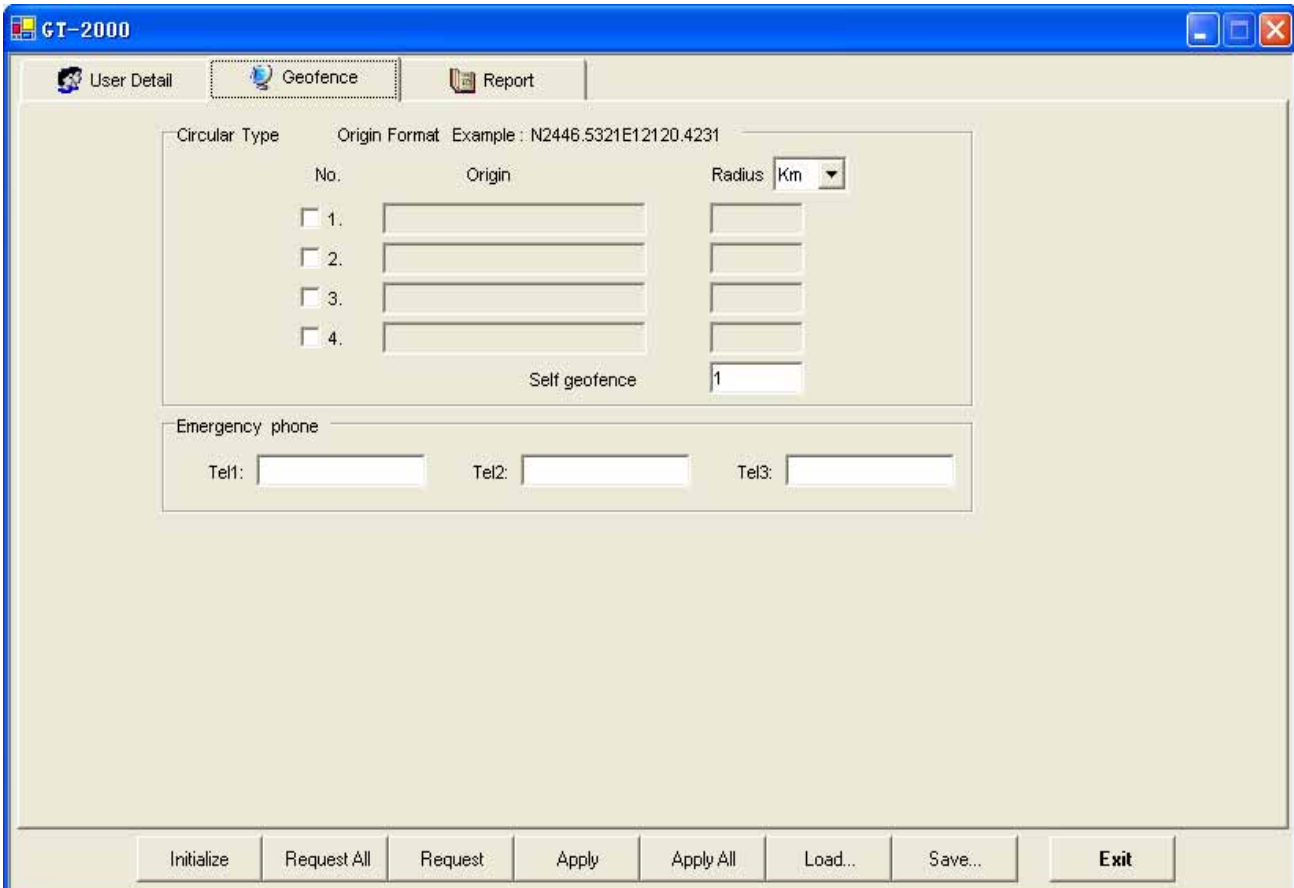 GT-2000
User Detail Geofence Report
Circular Type Origin Format Example : N2446.5321E12120.4231
No. Origin Radius Km
1.
2.
3.
4.
Self geofence 1
Emergency phone
Tel1: Tel2: Tel3:
Initialize Request All Request Apply Apply All Load... Save... Exit